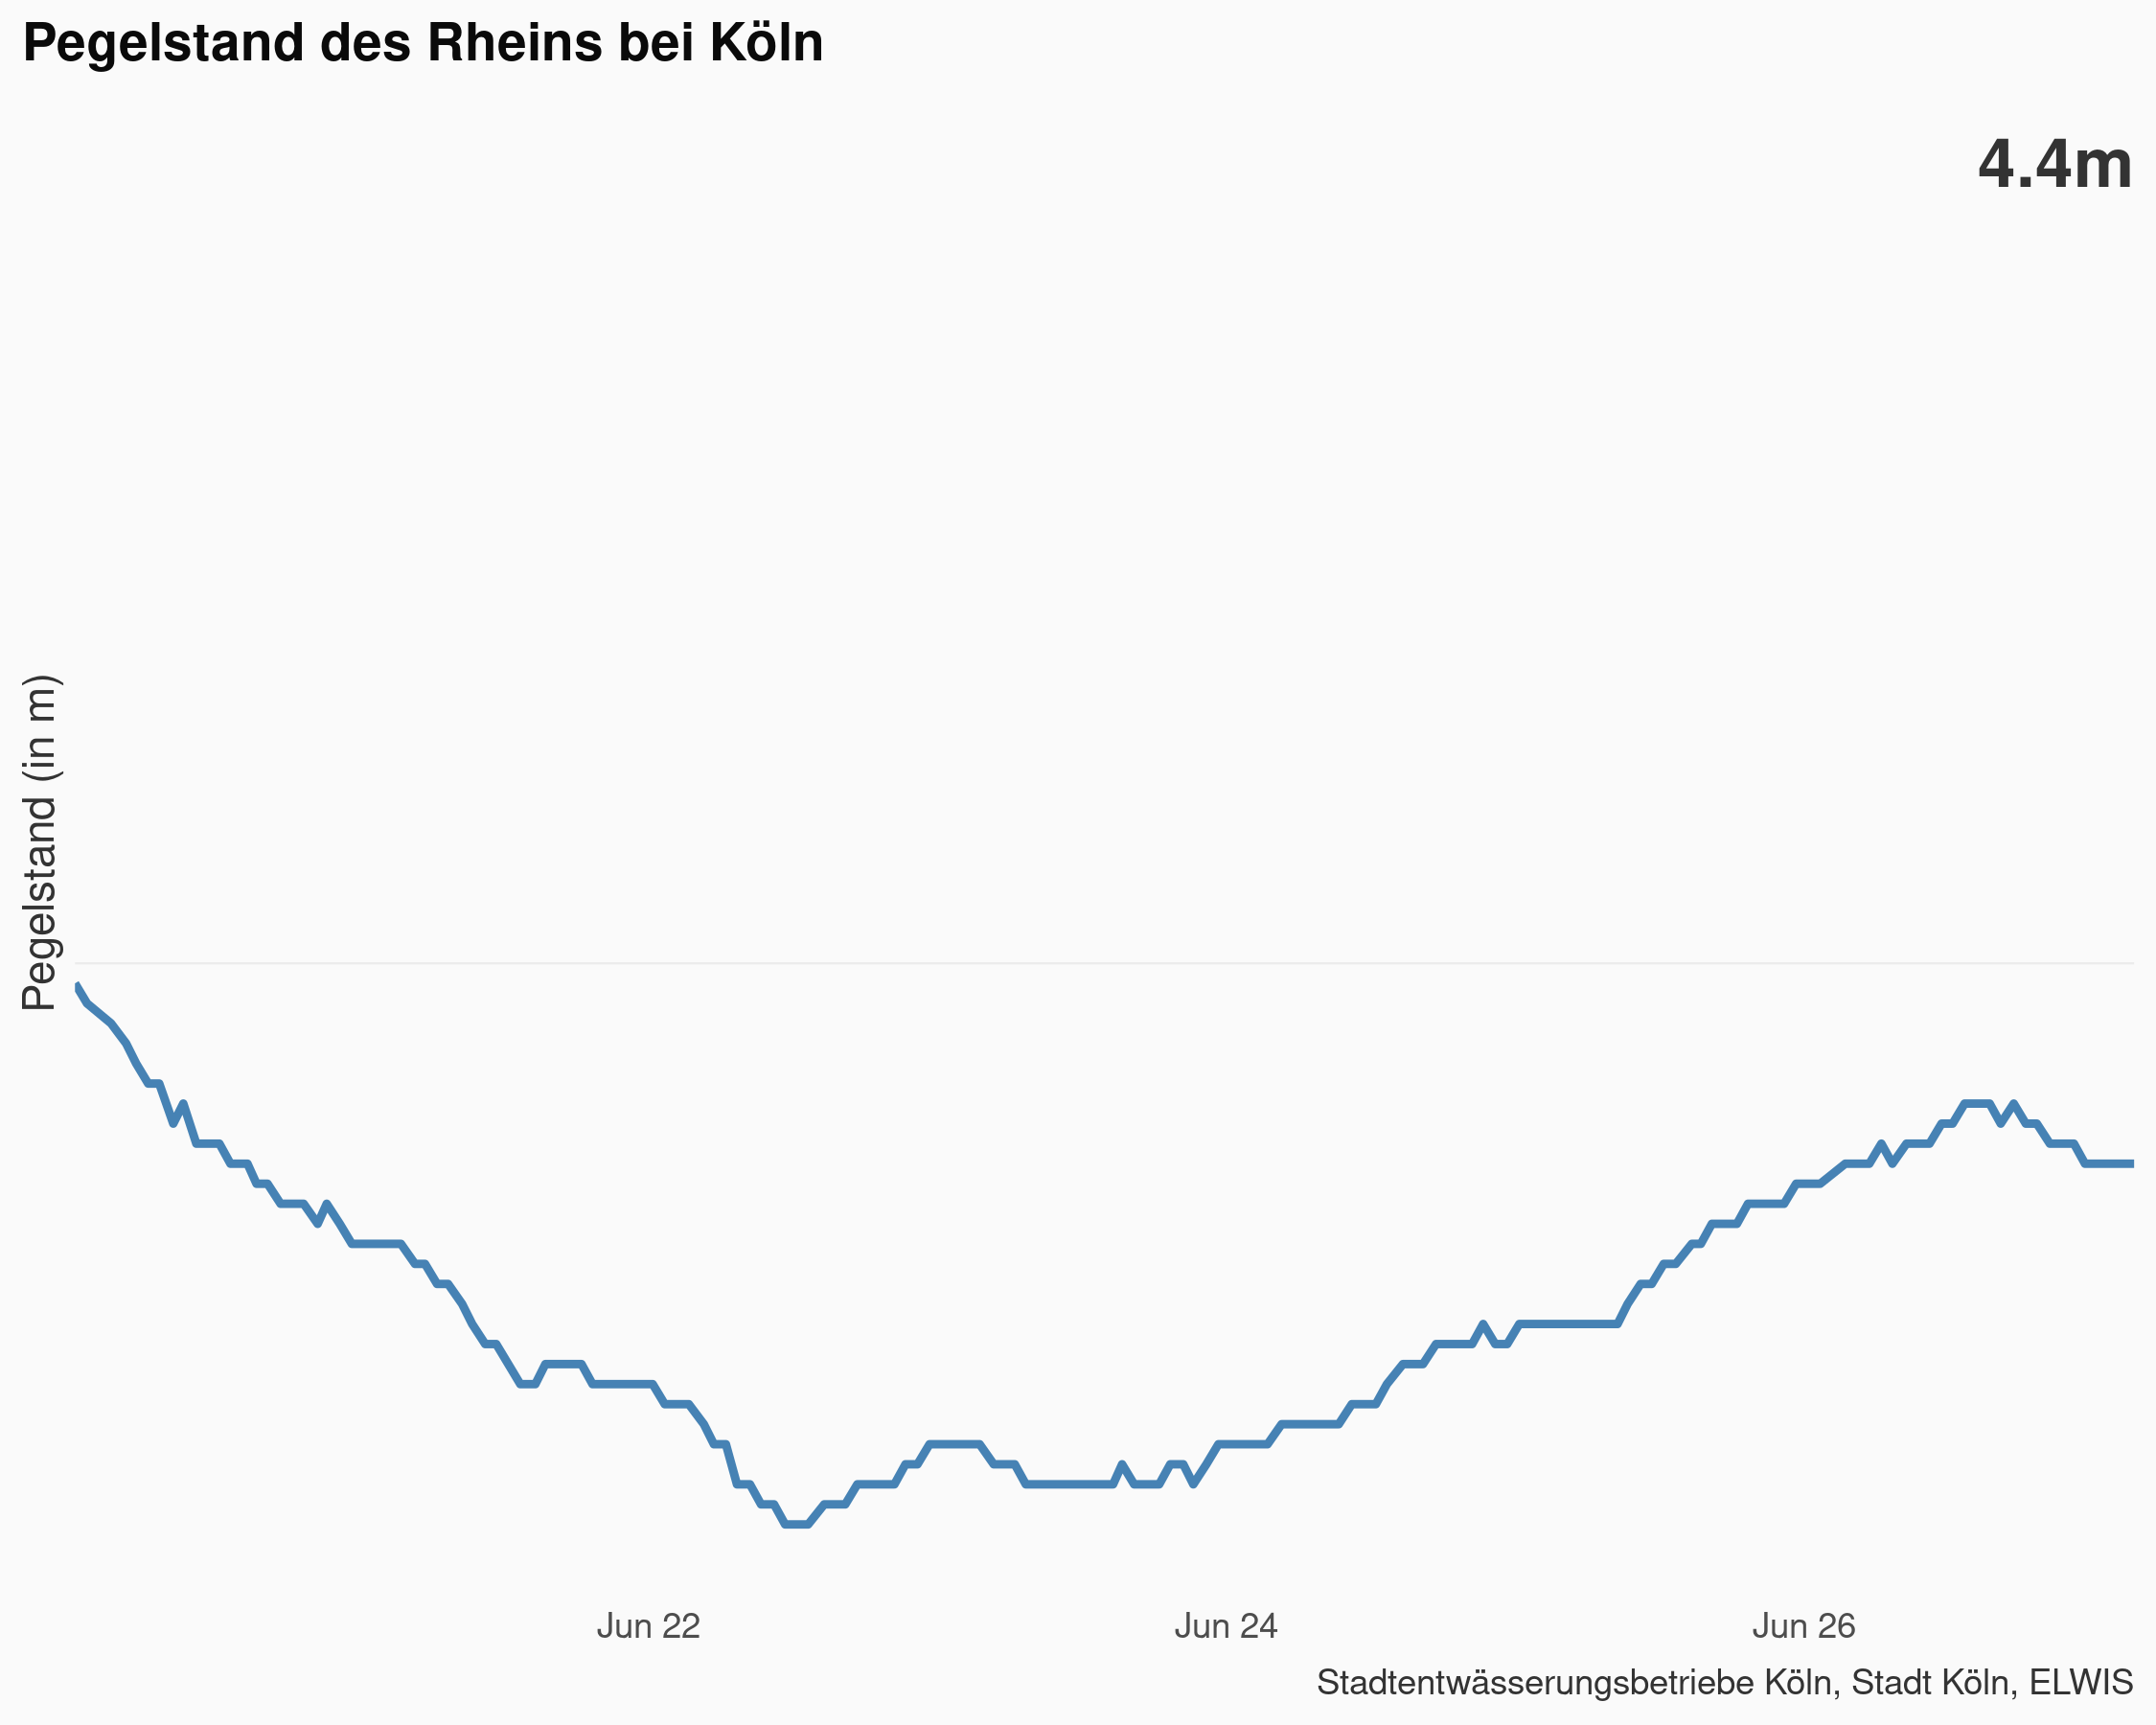 Pegelstand des Rheins bei Köln
4.4m
Pegelstand (in m)
Jun 22
Jun 24
Jun 26
Stadtentwässerungsbetriebe Köln, Stadt Köln, ELWIS